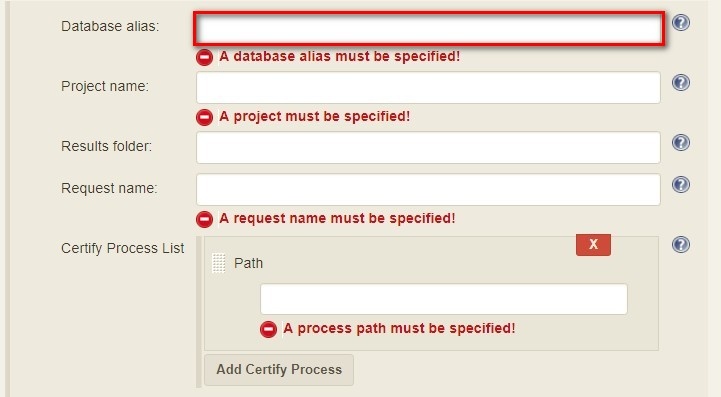 Database alias:
A database alias must be specified!
Project name:
A project must be specified!
Results folder:
Request name:
A request name must be specified!
Certify Process List
X
Path
A process path must be specified!
Add Certify Process